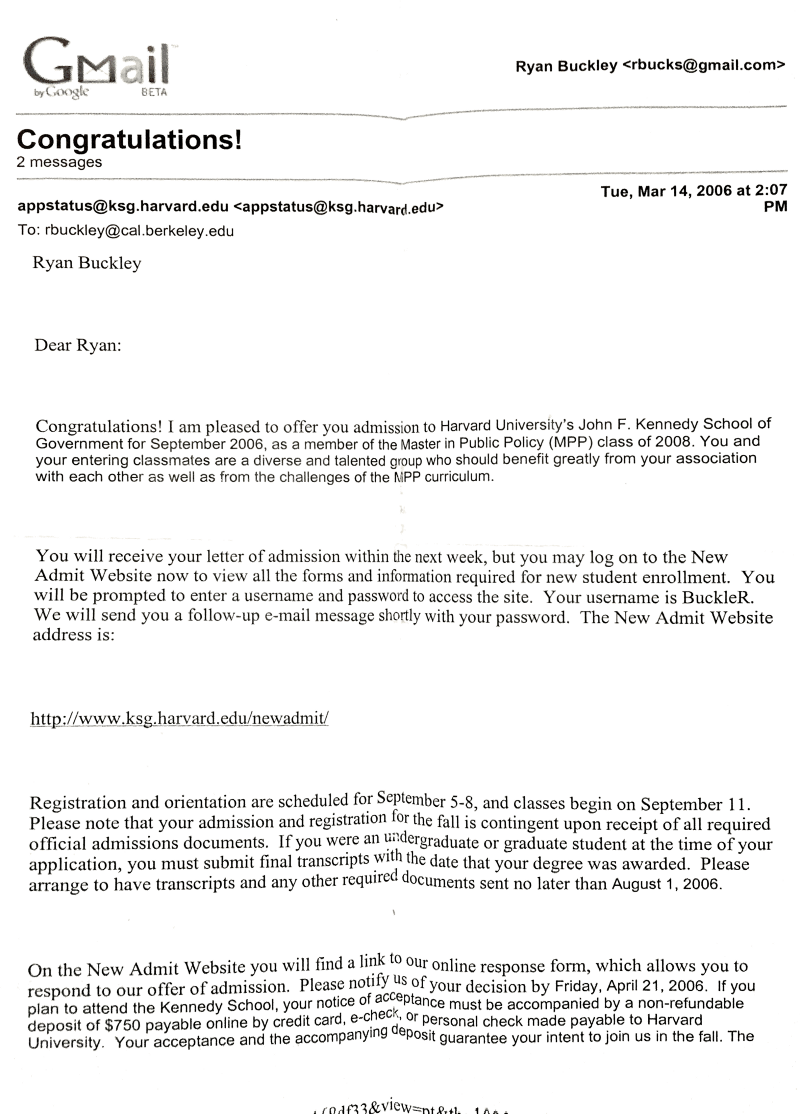 Gmail
by Google BETA
Ryan Buckley <rbucks@gmail.com>
Congratulations!
2 messages
appstatus@ksg.harvard.edu <appstatus@ksg.harvard.edu>
Tue, Mar 14, 2006 at 2:07
PM
To: rbuckley@cal.berkeley.edu
Ryan Buckley
Dear Ryan:
Congratulations! I am pleased to offer you admission to Harvard University's John F. Kennedy School of
Government for September 2006, as a member of the Master in Public Policy (MPP) class of 2008. You and
your entering classmates are a diverse and talented group who should benefit greatly from your association
with each other as well as from the challenges of the MPP curriculum.
You will receive your letter of admission within the next week, but you may log on to the New
Admit Website now to view all the forms and information required for new student enrollment. You
will be prompted to enter a username and password to access the site. Your username is BuckleR.
We will send you a follow-up e-mail message shortly with your password. The New Admit Website
address is:
http://www.ksg.harvard.edu/newadmit/
Registration and orientation are scheduled for September 5-8, and classes begin on September 11.
Please note that your admission and registration for the fall is contingent upon receipt of all required
official admissions documents. If you were an undergraduate or graduate student at the time of your
application, you must submit final transcripts with the date that your degree was awarded. Please
arrange to have transcripts and any other required documents sent no later than August 1, 2006.
On the New Admit Website you will find a link to our online response form, which allows you to
respond to our offer of admission. Please notify us of your decision by Friday, April 21, 2006. If you
plan to attend the Kennedy School, your notice of acceptance must be accompanied by a non-refundable
deposit of $750 payable online by credit card, e-check, or personal check made payable to Harvard
University. Your acceptance and the accompanying deposit guarantee your intent to join us in the fall. The